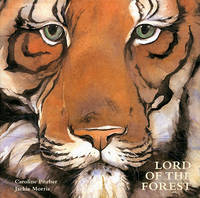 LORD
OF THE
FOREST
Caroline Pitcher
Jackie Morris